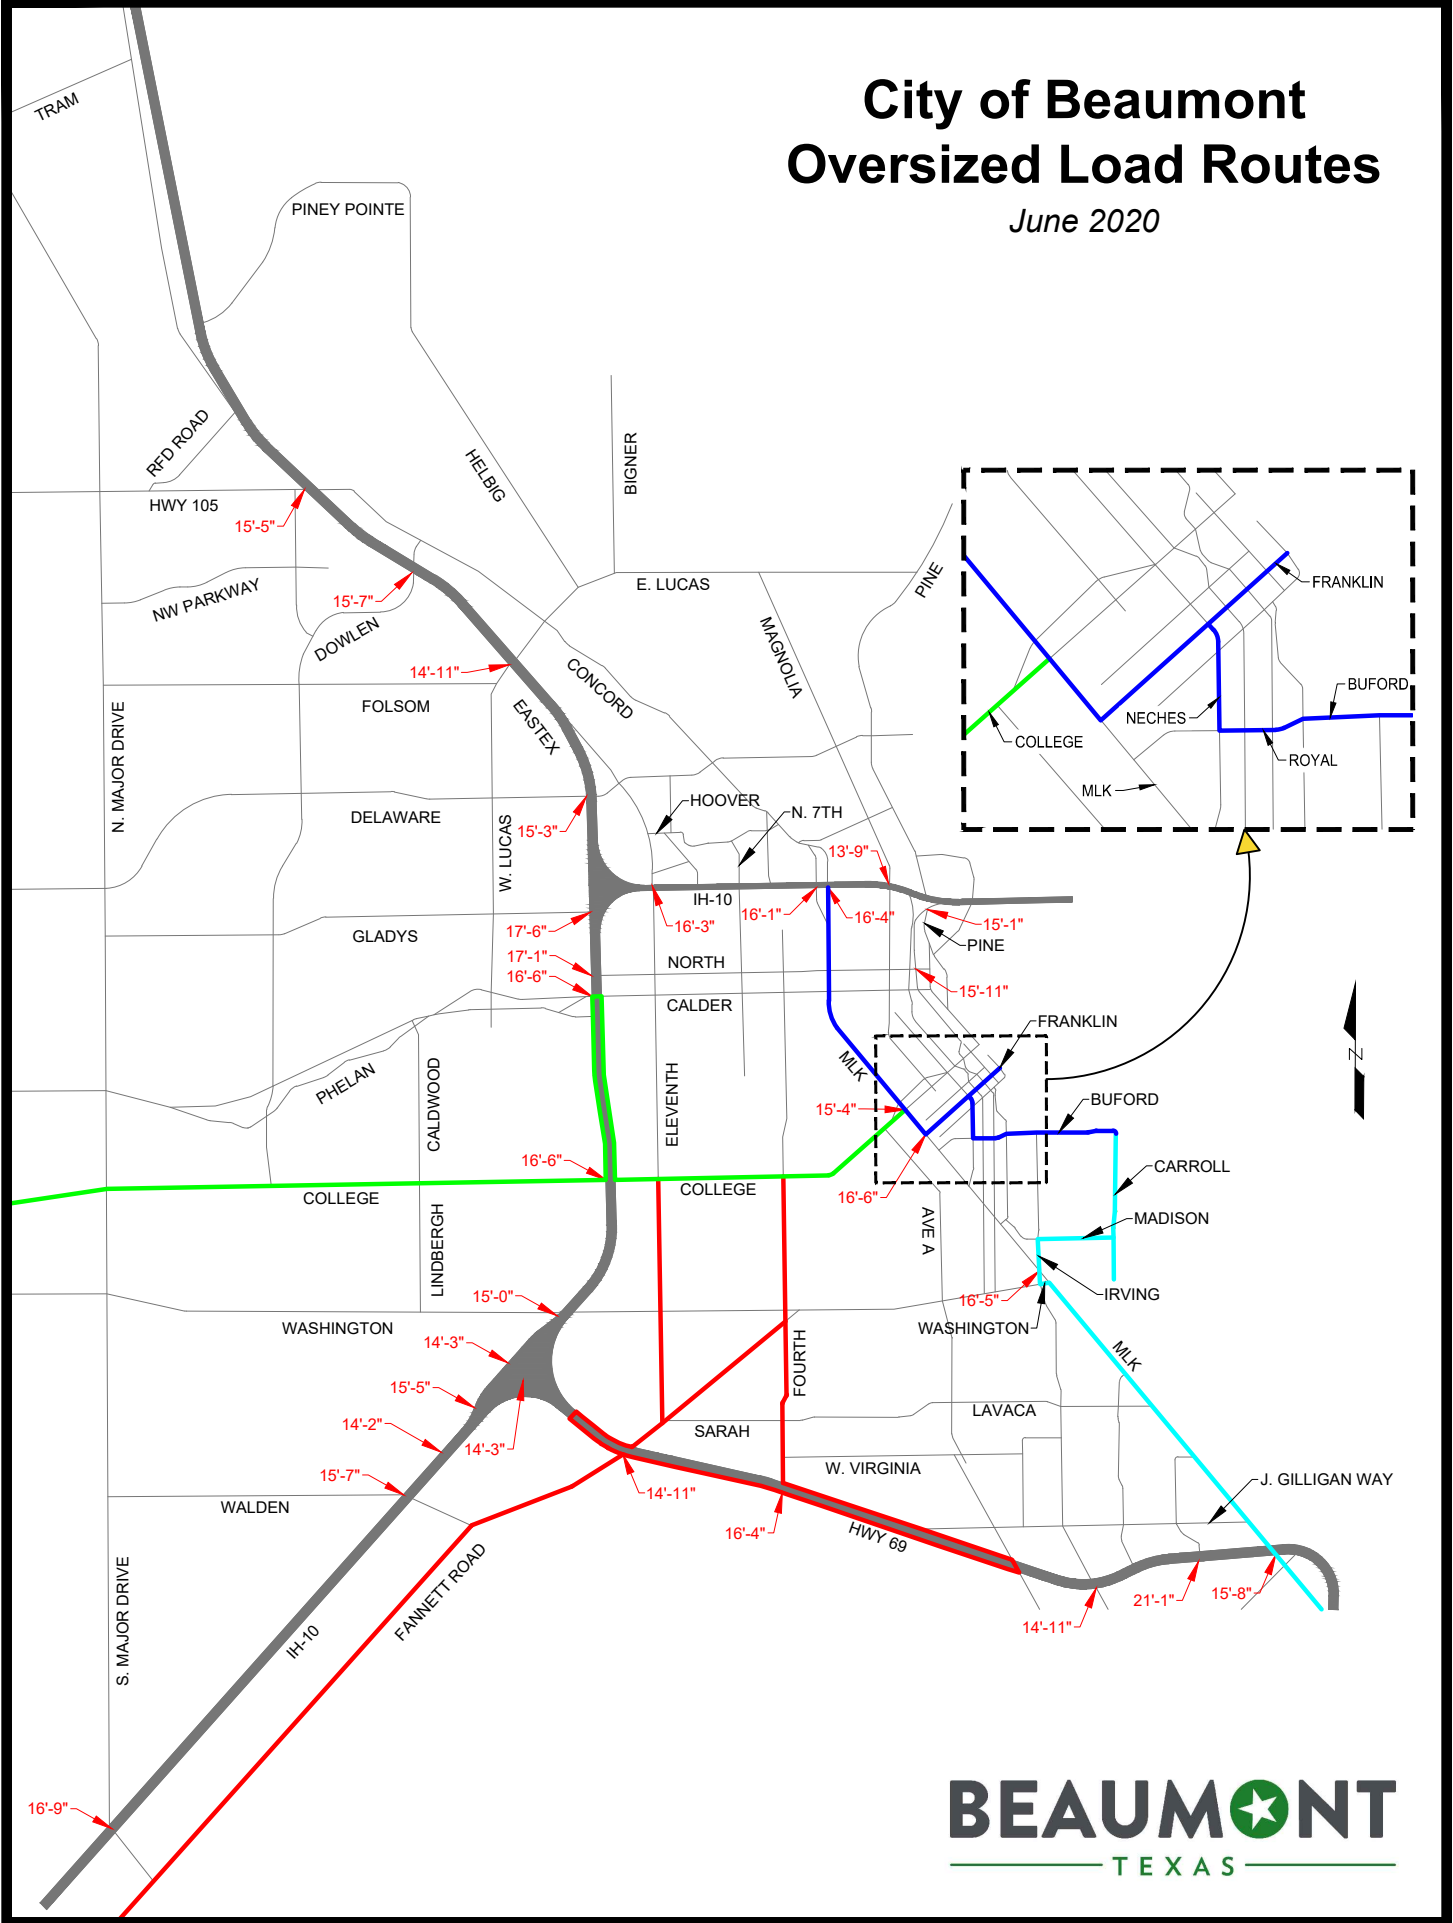 City of Beaumont
Oversized Load Routes
June 2020
TRAM
PINEY POINTE
RFD ROAD
HWY 105
15'-5"
HELBIG
BIGNER
NW PARKWAY
15'-7"
DOWLEN
E. LUCAS
PINE
14'-11"
MAGNOLIA
CONCORD
FOLSOM
EASTEX
N. MAJOR DRIVE
FRANKLIN
BUFORD
NECHES
COLLEGE
ROYAL
MLK
HOOVER
N. 7TH
DELAWARE
15'-3"
W. LUCAS
13'-9"
IH-10
16'-1"
16'-4"
16'-3"
15'-1"
17'-6"
GLADYS
PINE
17'-1"
NORTH
16'-6"
15'-11"
CALDER
FRANKLIN
MLK
PHELAN
CALDWOOD
ELEVENTH
15'-4"
BUFORD
16'-6"
CARROLL
COLLEGE
COLLEGE
16'-6"
MADISON
AVE A
LINDBERGH
15'-0"
16'-5"
IRVING
WASHINGTON
WASHINGTON
14'-3"
MLK
FOURTH
15'-5"
LAVACA
14'-2"
SARAH
14'-3"
15'-7"
W. VIRGINIA
J. GILLIGAN WAY
14'-11"
WALDEN
16'-4"
HWY 69
FANNETT ROAD
21'-1"
15'-8"
14'-11"
S. MAJOR DRIVE
IH-10
16'-9"
N
BEAUMONT
TEXAS